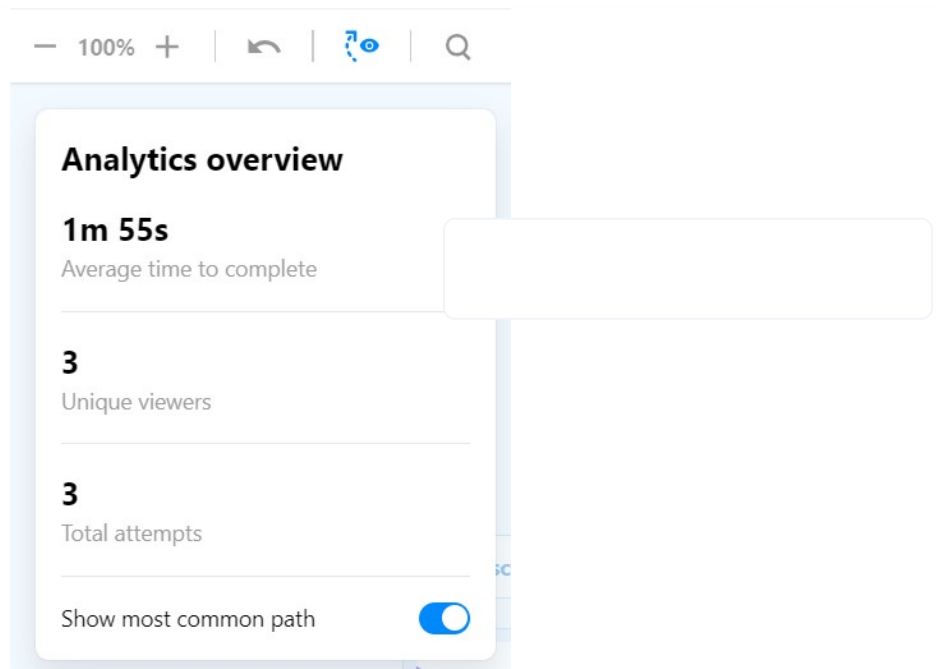 100%
Analytics overview
1m 55s
Average time to complete
3
Unique viewers
3
Total attempts
Show most common path